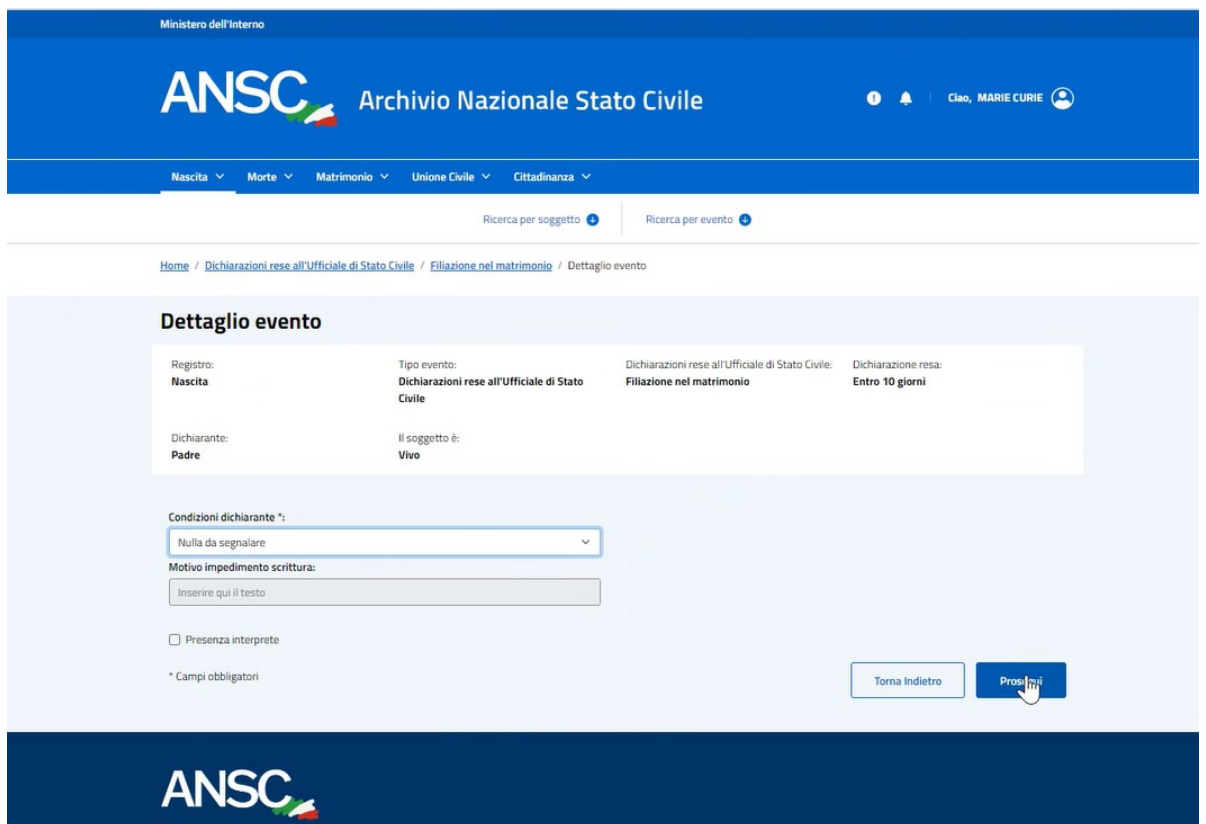 Ministero dell'Interno
ANSC Archivio Nazionale Stato Civile
Ciao, MARIE CURIE
Nascita Morte Matrimonio Unione Civile Cittadinanza
Ricerca per soggetto Ricerca per evento
Home / Dichiarazioni rese all'Ufficiale di Stato Civile / Filiazione nel matrimonio / Dettaglio evento
Dettaglio evento
Registro:
Nascita
Tipo evento:
Dichiarazioni rese all'Ufficiale di Stato
Civile
Dichiarazioni rese all'Ufficiale di Stato Civile:
Filiazione nel matrimonio
Dichiarazione resa:
Entro 10 giorni
Dichiarante:
Padre
Il soggetto è:
Vivo
Condizioni dichiarante *:
Nulla da segnalare
Motivo impedimento scrittura:
Inserire qui il testo
Presenza interprete
* Campi obbligatori
Torna Indietro
Prosegui
ANSC